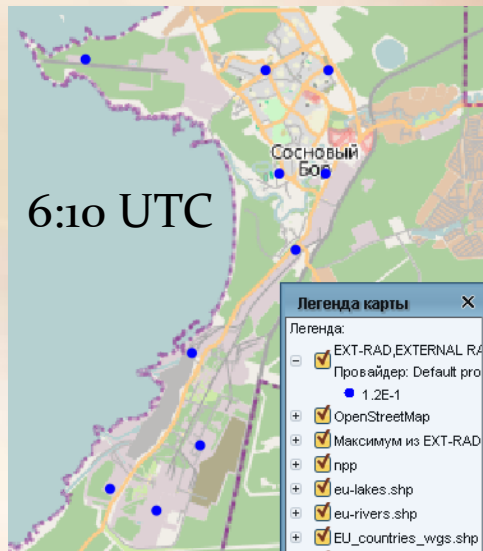 Сосновый
Бор
6:10 UTC
Легенда карты
Легенда:
EXT-RAD,EXTERNAL RA
Провайдер: Default pro
1.2E-1
OpenStreetMap
Максимум из EXT-RAD
npp
eu-lakes.shp
eu-rivers.shp
EU_countries_wgs.shp